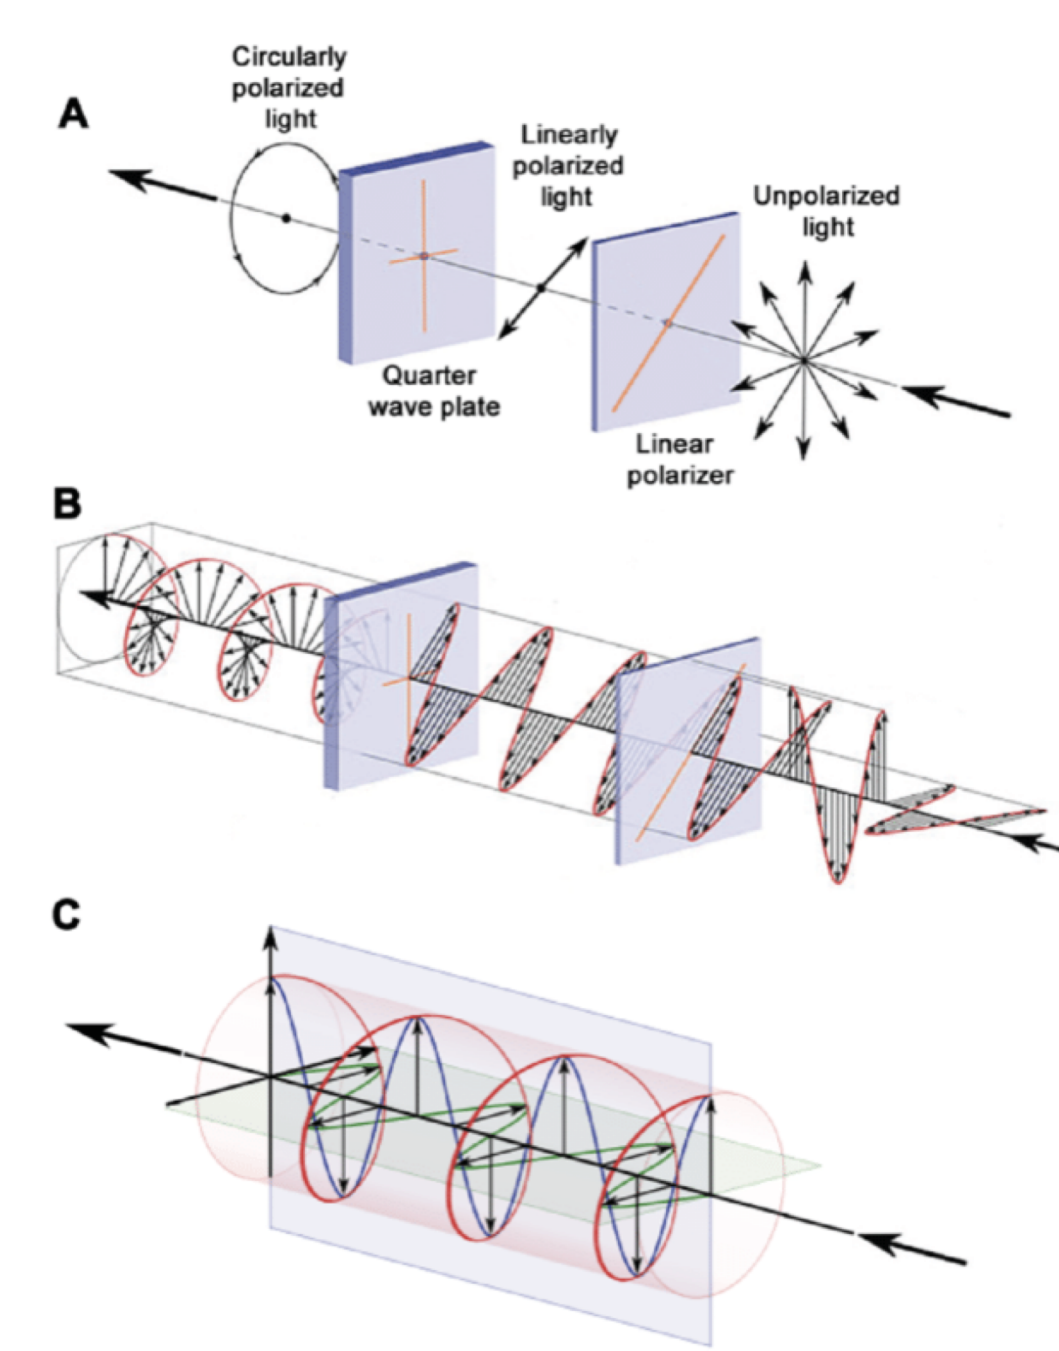 A
Circularly
polarized
light
Linearly
polarized
light
Unpolarized
light
Quarter
wave plate
Linear
polarizer
B
C